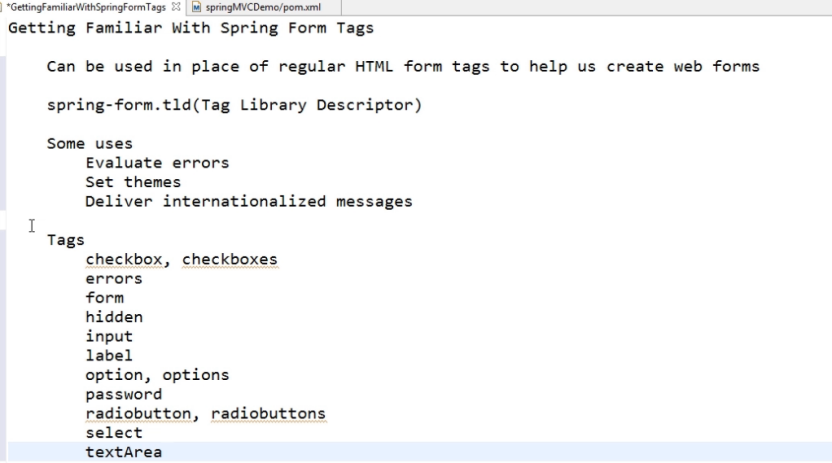 *GettingFamiliarWithSpringFormTags springMVCDemo/pom.xml
Getting Familiar With Spring Form Tags
Can be used in place of regular HTML form tags to help us create web forms
spring-form.tld(Tag Library Descriptor)
Some uses
Evaluate errors
Set themes
Deliver internationalized messages
Tags
checkbox, checkboxes
errors
form
hidden
input
label
option, options
password
radiobutton, radiobuttons
select
textArea